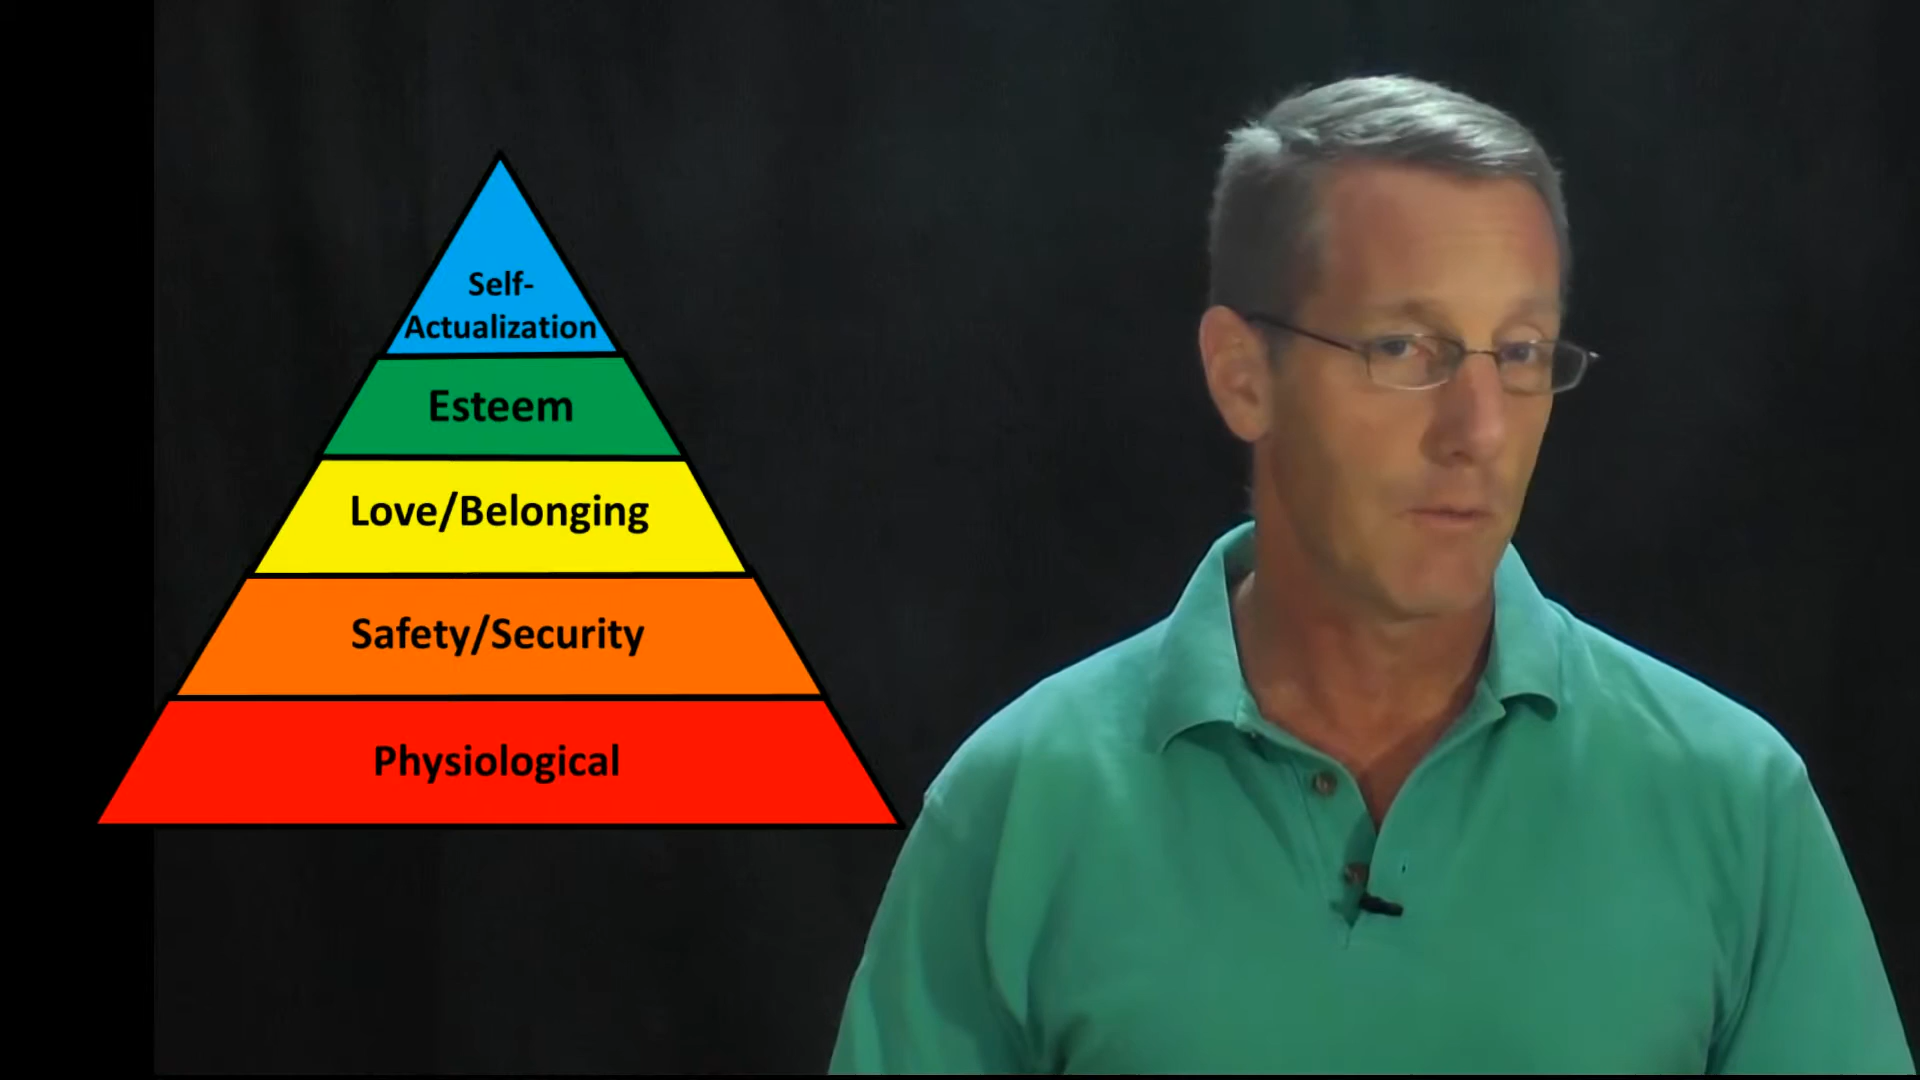 Self-
Actualization
Esteem
Love/Belonging
Safety/Security
Physiological